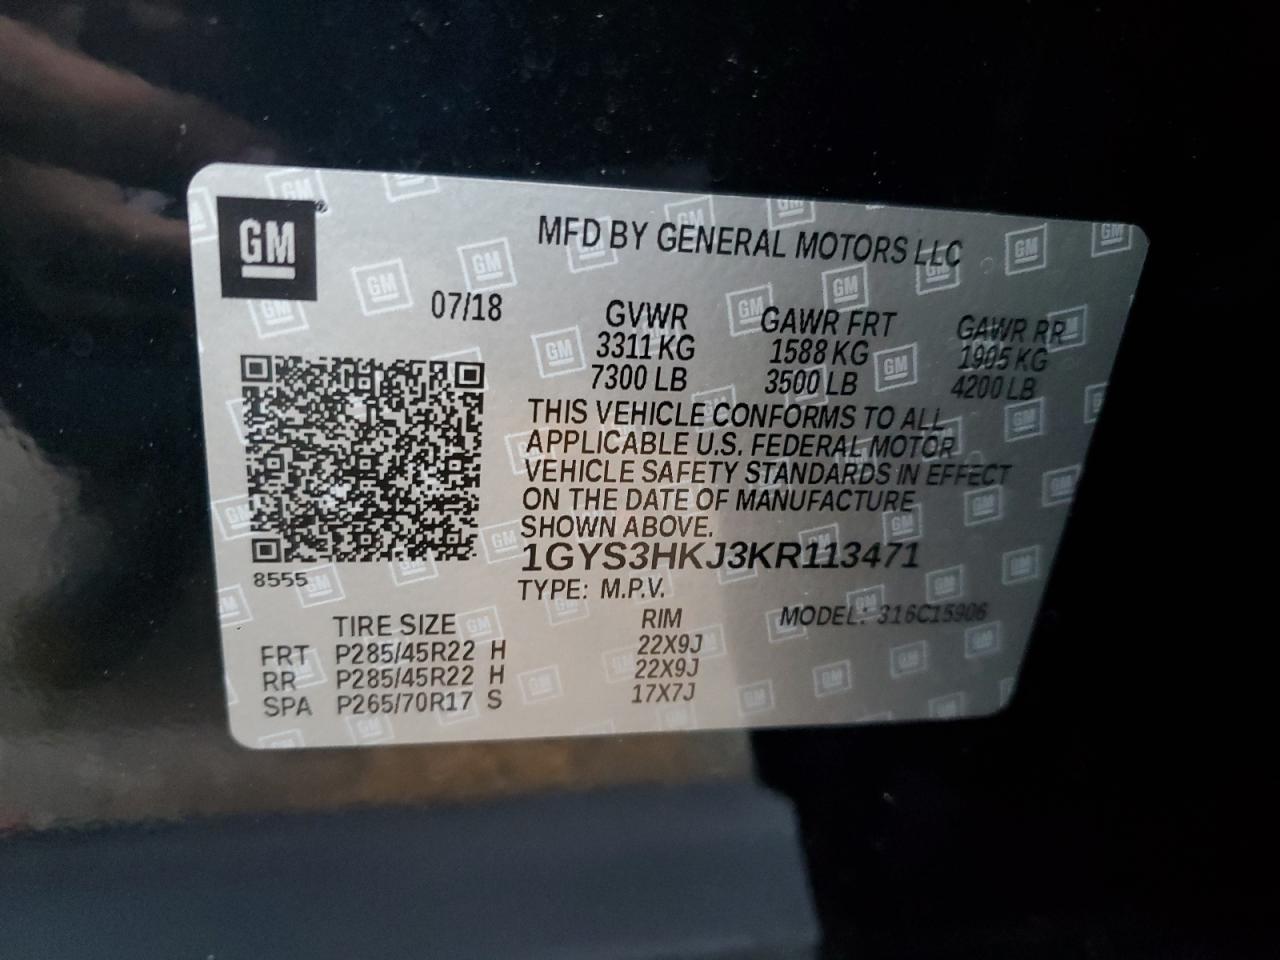 GM
MFD BY GENERAL MOTORS LLC
07/18
GVWR GAWR FRT GAWR RR
3311 KG 1588 KG 1905 KG
7300 LB 3500 LB 4200 LB
THIS VEHICLE CONFORMS TO ALL
APPLICABLE U.S. FEDERAL MOTOR
VEHICLE SAFETY STANDARDS IN EFFECT
ON THE DATE OF MANUFACTURE
SHOWN ABOVE.
1GYS3HKJ3KR113471
8555
TYPE: M.P.V.
MODEL: 316C15906
TIRE SIZE RIM
FRT P285/45R22 H 22X9J
RR P285/45R22 H 22X9J
SPA P265/70R17 S 17X7J